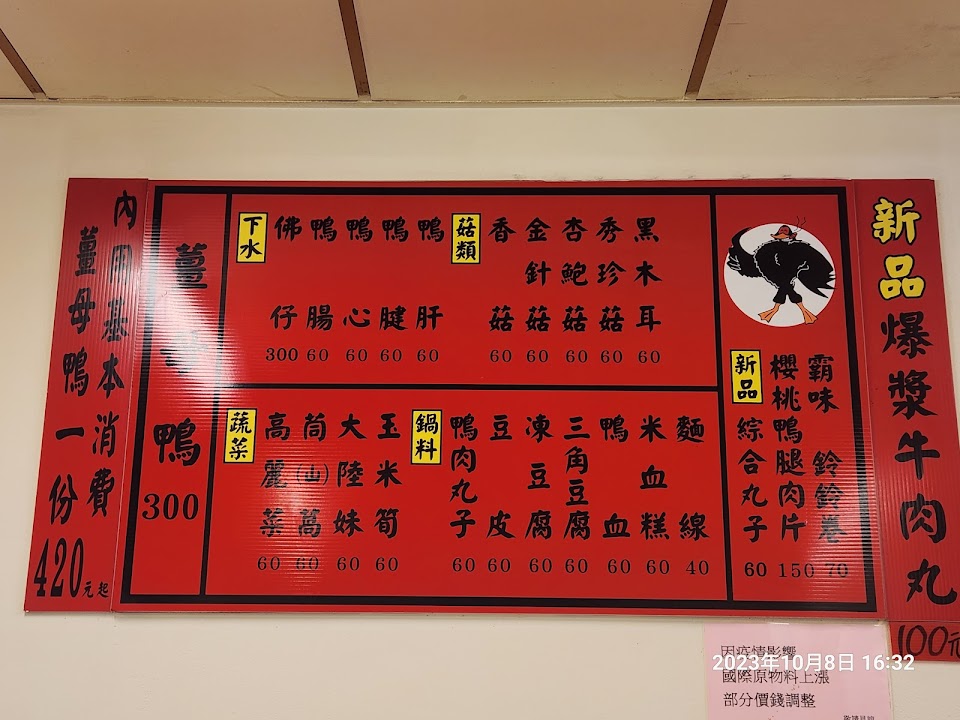 內用基本消費
薑母鴨一份420元起
薑母鴨 300
下水
佛仔 300
鴨腸 60
鴨心 60
鴨腱 60
鴨肝 60
菇類
香菇 60
金針菇 60
杏鮑菇 60
秀珍菇 60
黑木耳 60
蔬菜
高麗菜 60
茼(山)萵 60
大陸妹 60
玉米筍 60
鍋料
鴨肉丸子 60
豆皮 60
凍豆腐 60
三角豆腐 60
鴨血 60
米血糕 60
麵線 40
新品
綜合丸子 60
櫻桃鴨腿肉片 150
霸味鈴鈴卷 70
新品
爆漿牛肉丸
100元
因疫情影響
國際原物料上漲
部分價錢調整
2023年10月8日 16:32